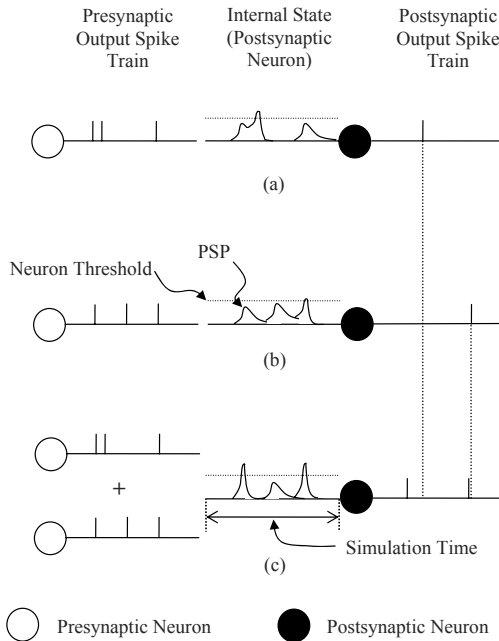 Presynaptic
Output Spike
Train
Internal State
(Postsynaptic
Neuron)
Postsynaptic
Output Spike
Train
(a)
PSP
Neuron Threshold
(b)
+
Simulation Time
(c)
Presynaptic Neuron
Postsynaptic Neuron